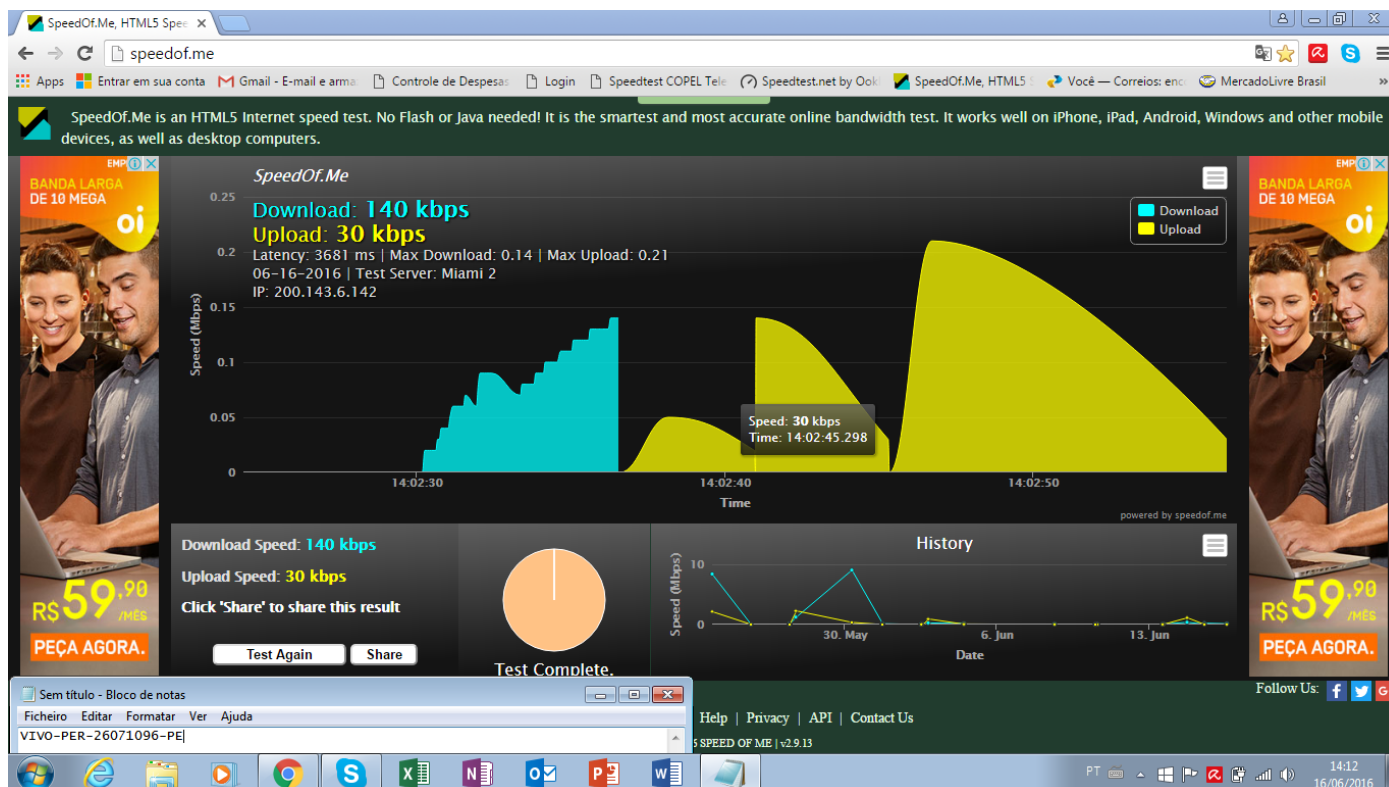 SpeedOf.Me, HTML5 Spee
speedof.me
Apps
Entrar em sua conta
Gmail - E-mail e arma
Controle de Despesas
Login
Speedtest COPEL Tele
Speedtest.net by Ook
SpeedOf.Me, HTML5 S
Você — Correios: enc
MercadoLivre Brasil
»
SpeedOf.Me is an HTML5 Internet speed test. No Flash or Java needed! It is the smartest and most accurate online bandwidth test. It works well on iPhone, iPad, Android, Windows and other mobile
devices, as well as desktop computers.
EMP
BANDA LARGA
DE 10 MEGA
oi
R$59,90
/MÊS
PEÇA AGORA.
SpeedOf.Me
Download: 140 kbps
Upload: 30 kbps
Latency: 3681 ms | Max Download: 0.14 | Max Upload: 0.21
06-16-2016 | Test Server: Miami 2
IP: 200.143.6.142
Download
Upload
0.25
0.2
0.15
0.1
0.05
0
Speed (Mbps)
Speed: 30 kbps
Time: 14:02:45.298
14:02:30
14:02:40
14:02:50
Time
powered by speedof.me
EMP
BANDA LARGA
DE 10 MEGA
oi
R$59,90
/MÊS
PEÇA AGORA.
Download Speed: 140 kbps
Upload Speed: 30 kbps
Click 'Share' to share this result
Test Again
Share
Test Complete.
History
10
0
Speed (Mbps)
30. May
6. Jun
13. Jun
Date
Follow Us:
Help | Privacy | API | Contact Us
5 SPEED OF ME | v2.9.13
Sem título - Bloco de notas
Ficheiro Editar Formatar Ver Ajuda
VIVO-PER-26071096-PE
PT
14:12
16/06/2016